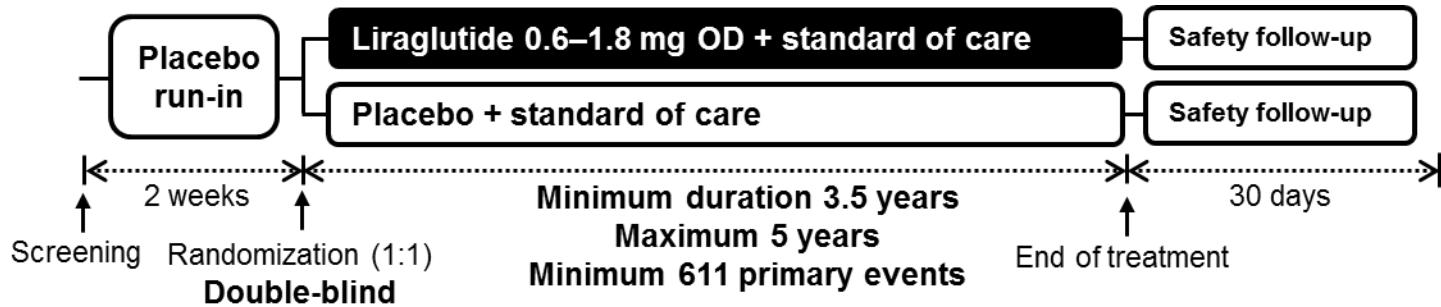 Placebo
run-in
Liraglutide 0.6–1.8 mg OD + standard of care
Safety follow-up
Placebo + standard of care
Safety follow-up
2 weeks
Minimum duration 3.5 years
Maximum 5 years
Minimum 611 primary events
30 days
Screening
Randomization (1:1)
Double-blind
End of treatment